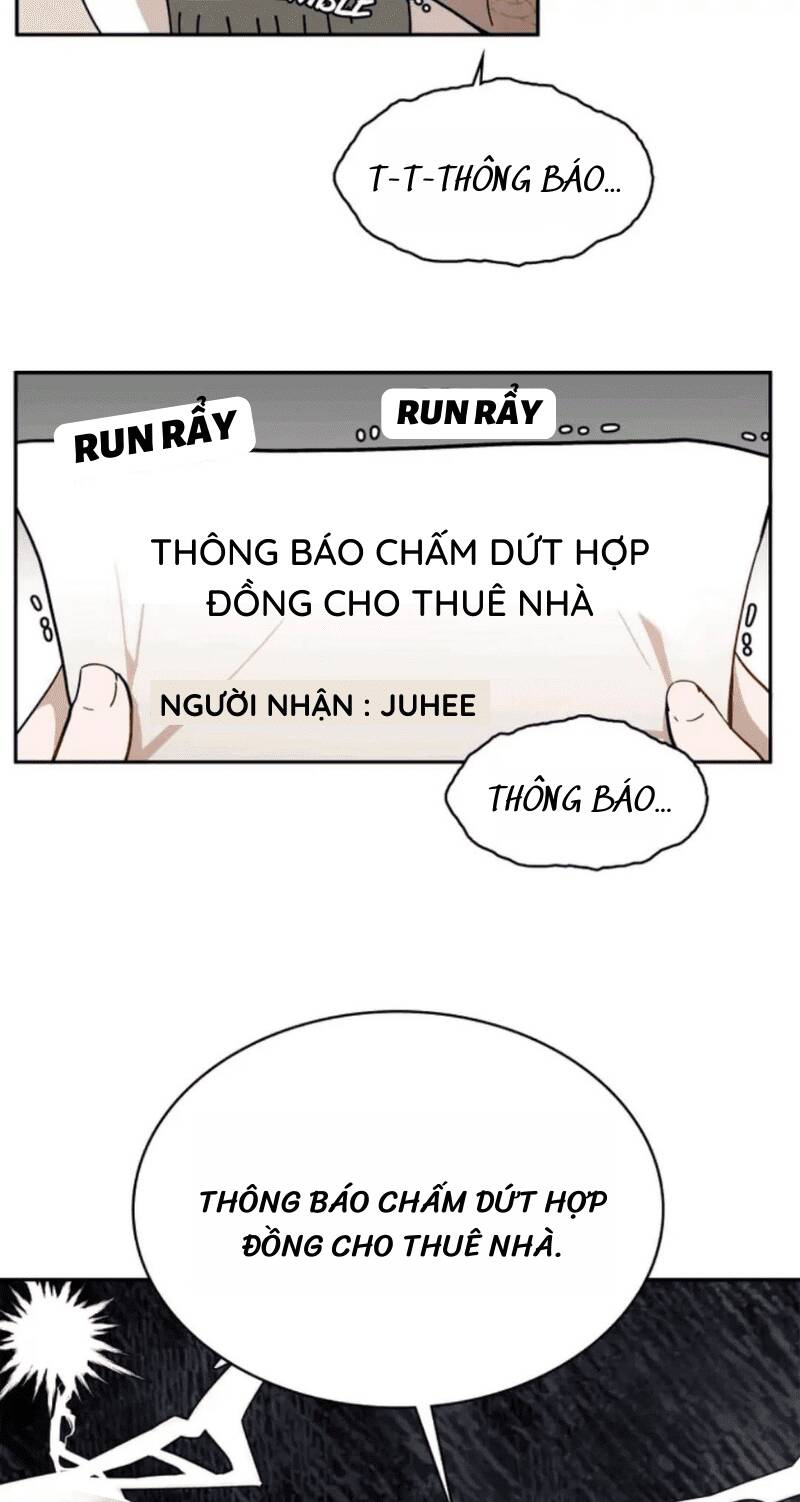 T-T-THÔNG BÁO...
RUN RẨY
RUN RẨY
THÔNG BÁO CHẤM DỨT HỢP
ĐỒNG CHO THUÊ NHÀ
NGƯỜI NHẬN : JUHEE
THÔNG BÁO...
THÔNG BÁO CHẤM DỨT HỢP
ĐỒNG CHO THUÊ NHÀ.